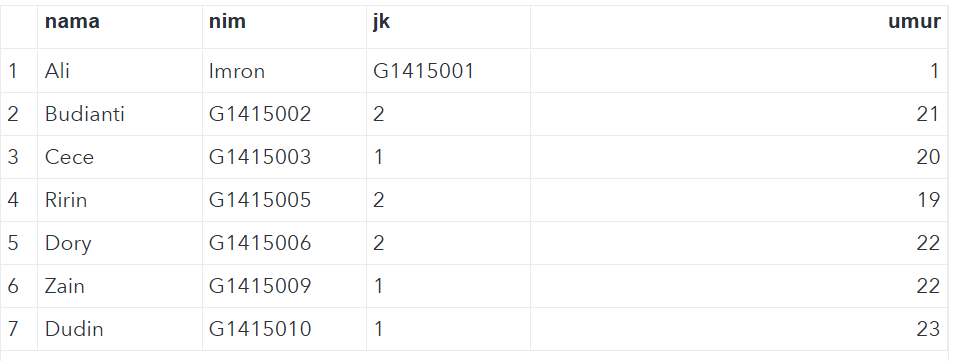 nama nim jk umur
1 Ali Imron G1415001 1
2 Budianti G1415002 2 21
3 Cece G1415003 1 20
4 Ririn G1415005 2 19
5 Dory G1415006 2 22
6 Zain G1415009 1 22
7 Dudin G1415010 1 23